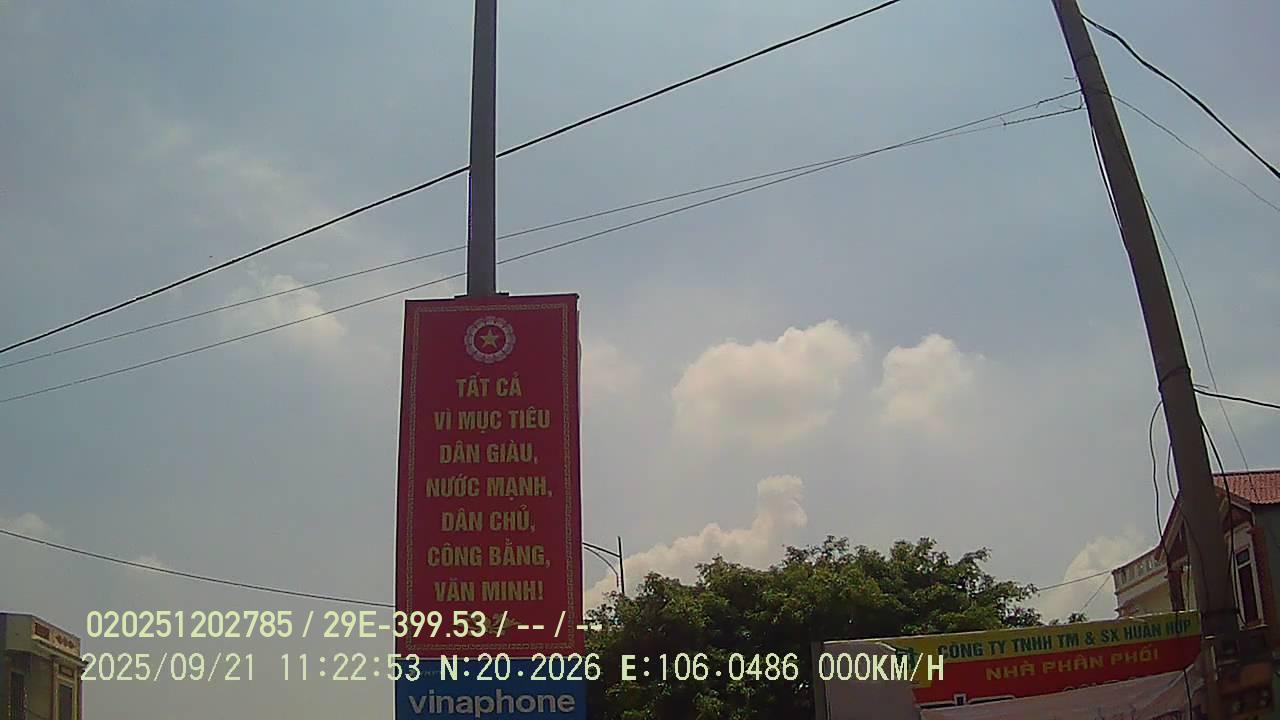 TẤT CẢ
VÌ MỤC TIÊU
DÂN GIÀU,
NƯỚC MẠNH,
DÂN CHỦ,
CÔNG BẰNG,
VĂN MINH!
vinaphone
CÔNG TY TNHH TM & SX HUÂN HỢP
NHÀ PHÂN PHỐI
020251202785 / 29E-399.53 / -- / --
2025/09/21 11:22:53 N:20.2026 E:106.0486 000KM/H